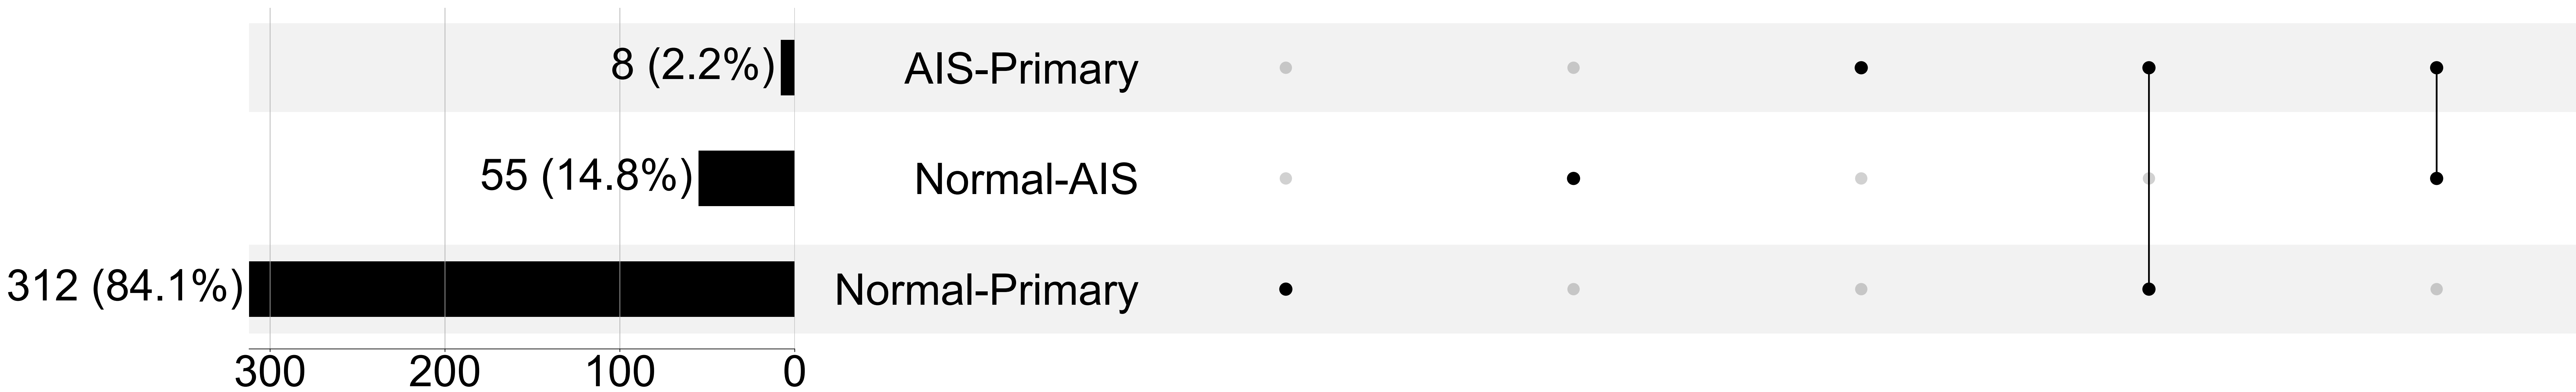 8 (2.2%) AIS-Primary
55 (14.8%) Normal-AIS
312 (84.1%) Normal-Primary
300 200 100 0